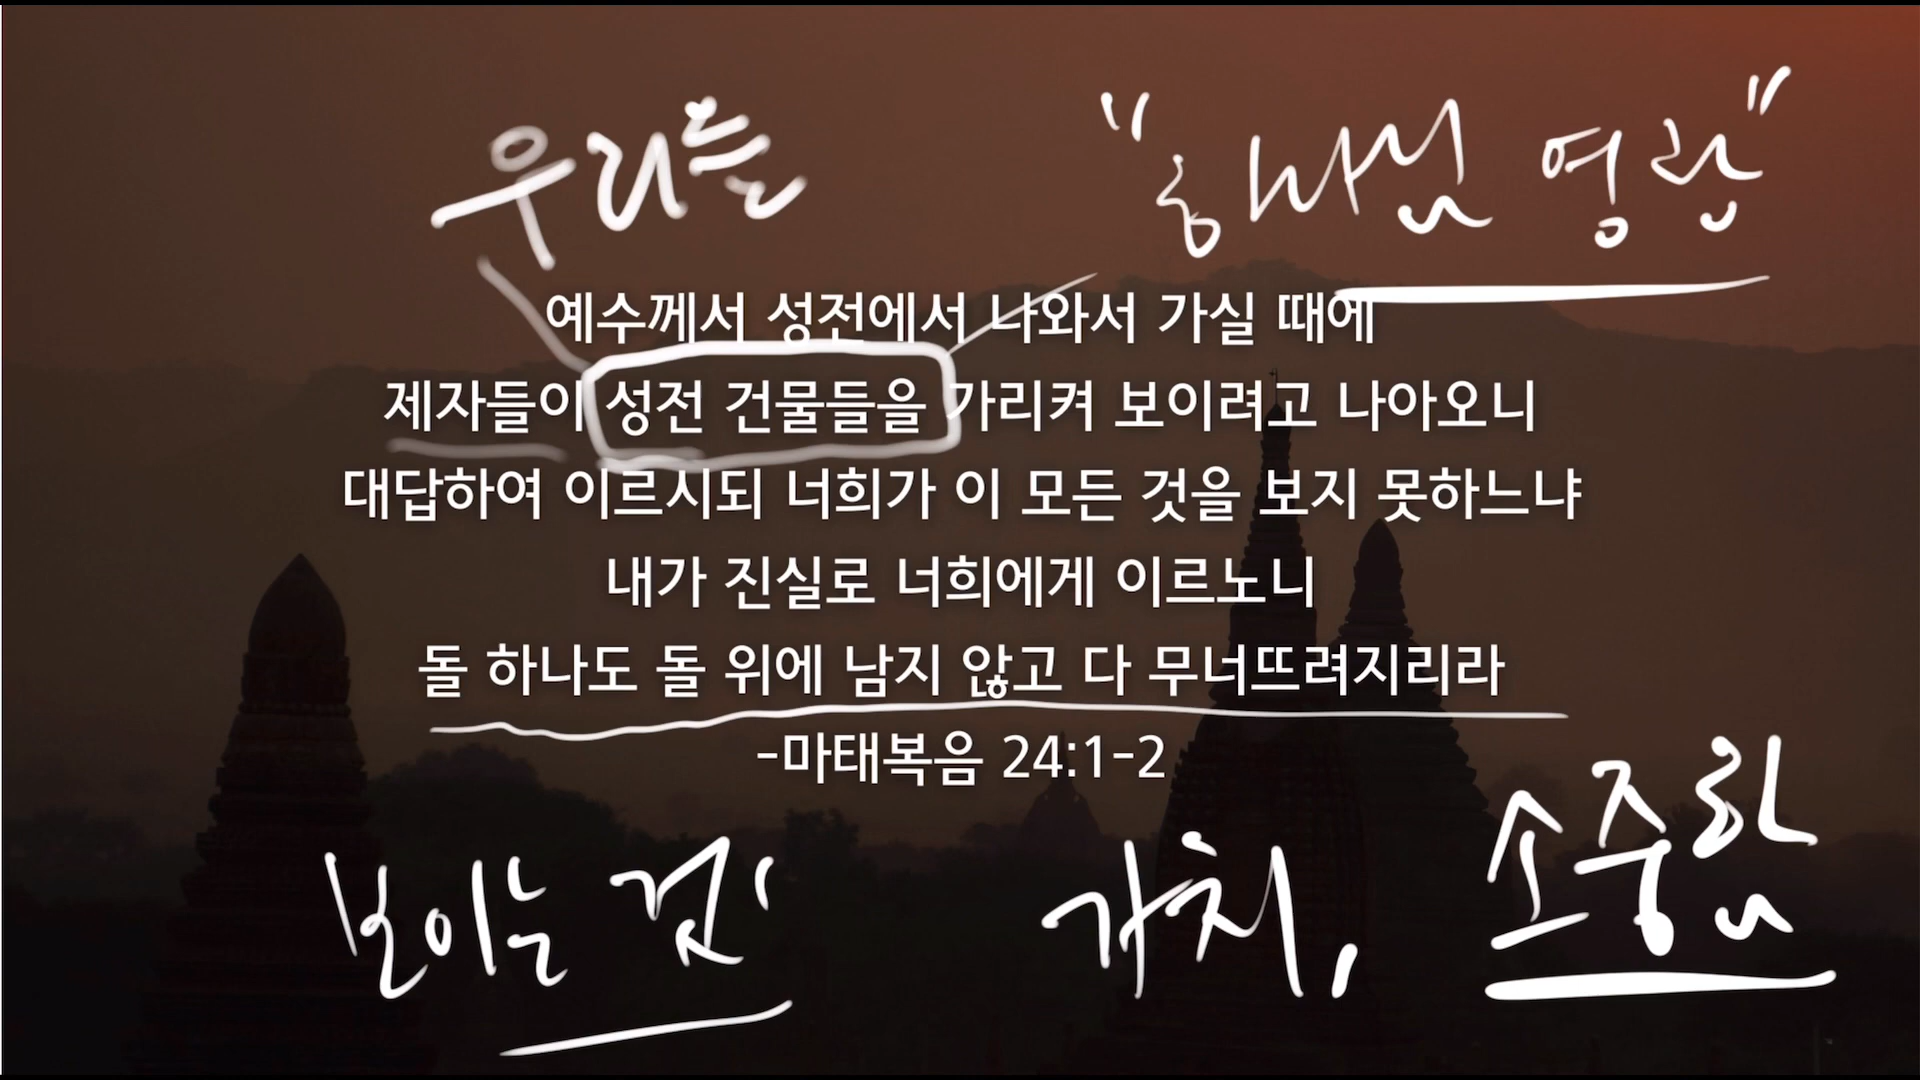 우리는 "하나님 영광"
예수께서 성전에서 나와서 가실 때에
제자들이 성전 건물들을 가리켜 보이려고 나아오니
대답하여 이르시되 너희가 이 모든 것을 보지 못하느냐
내가 진실로 너희에게 이르노니
돌 하나도 돌 위에 남지 않고 다 무너뜨려지리라
-마태복음 24:1-2
보이는 것' 가치, 소중함